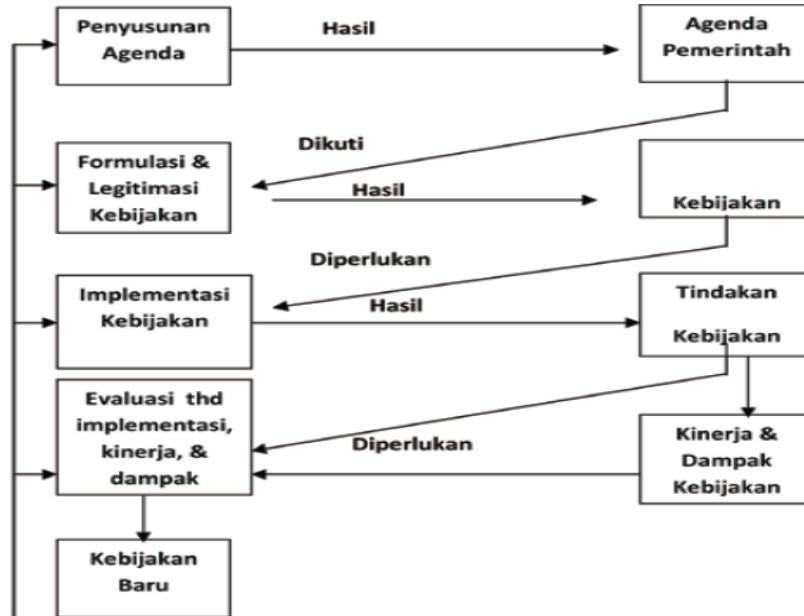 Penyusunan
Agenda
Hasil
Agenda
Pemerintah
Dikuti
Formulasi &
Legitimasi
Kebijakan
Hasil
Kebijakan
Diperlukan
Implementasi
Kebijakan
Hasil
Tindakan
Kebijakan
Evaluasi thd
implementasi,
kinerja, &
dampak
Diperlukan
Kinerja &
Dampak
Kebijakan
Kebijakan
Baru